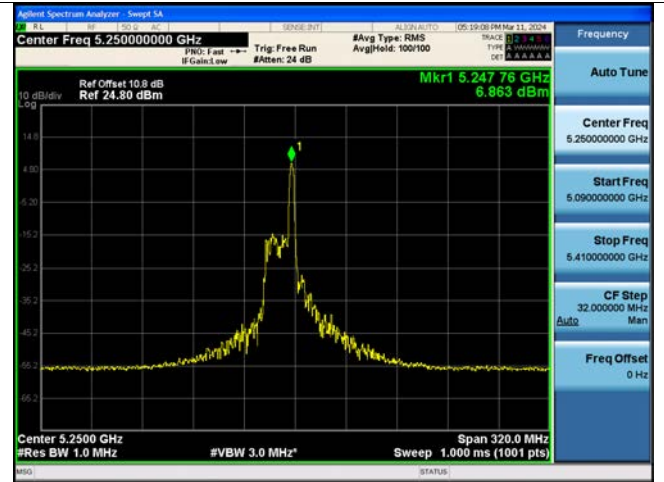 Agilent Spectrum Analyzer - Swept SA
RL RF 50 Ω AC SENSE:INT ALIGN AUTO 05:19:08 PM Mar 11, 2024
Center Freq 5.250000000 GHz
PNO: Fast
IFGain:Low
Trig: Free Run
#Atten: 24 dB
#Avg Type: RMS
Avg|Hold: 100/100
TRACE 1 2 3 4 5 6
TYPE
DET A A A A A A
Frequency
Auto Tune
Center Freq
5.250000000 GHz
Start Freq
5.090000000 GHz
Stop Freq
5.410000000 GHz
CF Step
32.000000 MHz
Auto Man
Freq Offset
0 Hz
Mkr1 5.247 76 GHz
6.863 dBm
Ref Offset 10.8 dB
10 dB/div Ref 24.80 dBm
Log
1
14.8
4.80
-5.20
-15.2
-25.2
-35.2
-45.2
-55.2
-65.2
Center 5.2500 GHz Span 320.0 MHz
#Res BW 1.0 MHz #VBW 3.0 MHz* Sweep 1.000 ms (1001 pts)
MSG STATUS